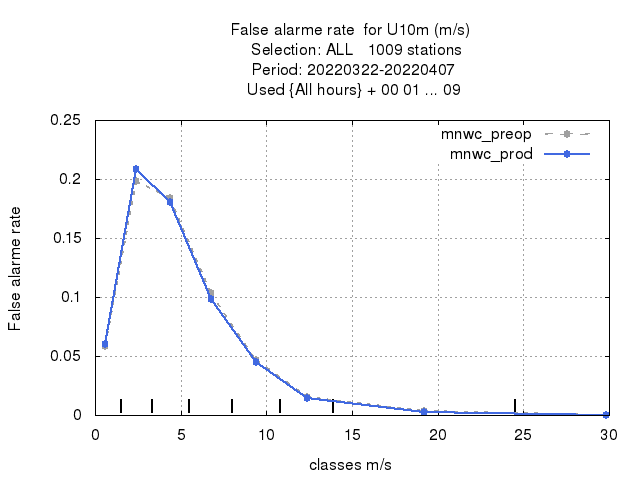 False alarme rate  for U10m (m/s)
Selection: ALL   1009 stations
Period: 20220322-20220407
Used {All hours} + 00 01 ... 09
mnwc_preop
mnwc_prod
0.25
0.2
0.15
0.1
0.05
0
False alarme rate
0 5 10 15 20 25 30
classes m/s